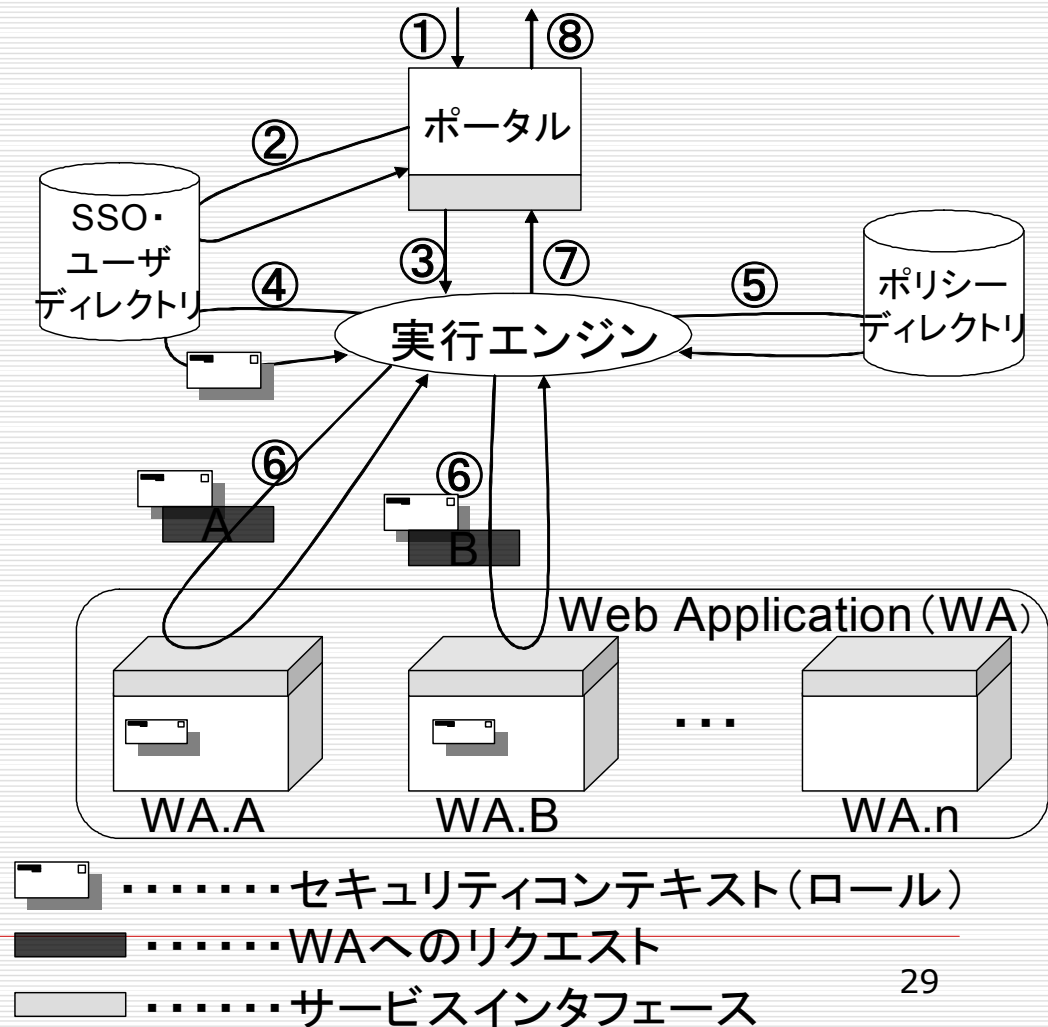 ① ⑧
ポータル
②
SSO・
ユーザ
ディレクトリ
③ ⑦
④
⑤
ポリシー
ディレクトリ
実行エンジン
⑥
A
⑥
B
Web Application（WA）
・・・
WA.A
WA.B
WA.n
・・・・・・・セキュリティコンテキスト（ロール）
・・・・・・WAへのリクエスト
・・・・・・サービスインタフェース
29